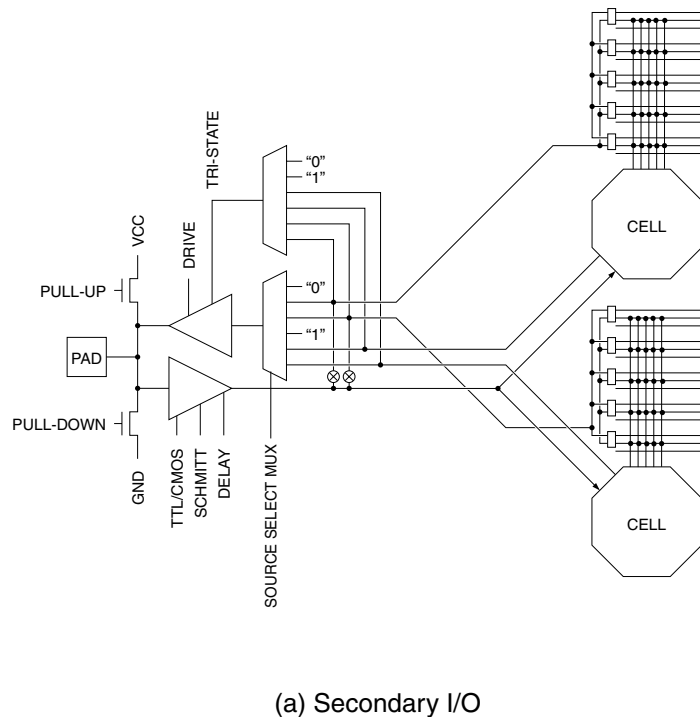 TRI-STATE
"0"
"1"
CELL
VCC
DRIVE
PULL-UP
"0"
"1"
PAD
PULL-DOWN
GND
TTL/CMOS
SCHMITT
DELAY
SOURCE SELECT MUX
CELL
(a) Secondary I/O